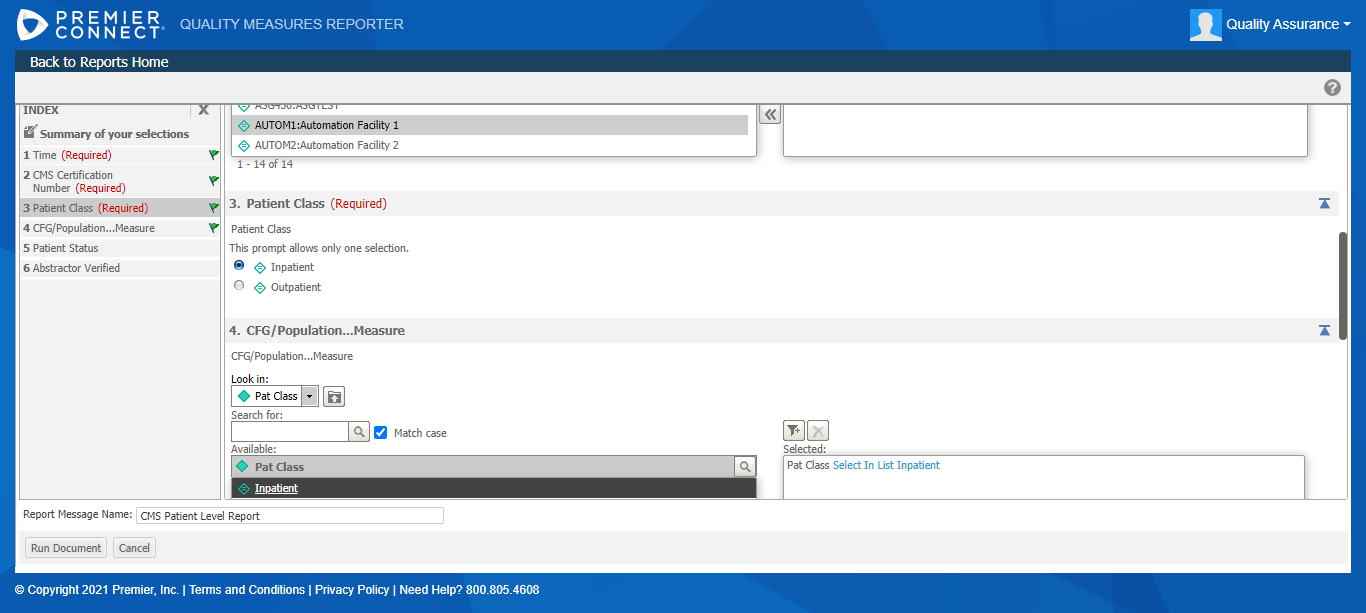 PREMIER
CONNECT
QUALITY MEASURES REPORTER
Quality Assurance
Back to Reports Home
?
INDEX
X
Summary of your selections
1 Time (Required)
2 CMS Certification
Number (Required)
3 Patient Class (Required)
4 CFG/Population...Measure
5 Patient Status
6 Abstractor Verified
AUTOM1:Automation Facility 1
AUTOM2:Automation Facility 2
1 - 14 of 14
3. Patient Class (Required)
Patient Class
This prompt allows only one selection.
Inpatient
Outpatient
4. CFG/Population...Measure
CFG/Population...Measure
Look in:
Pat Class
Search for:
Match case
Available:
Pat Class
Inpatient
Selected:
Pat Class Select In List Inpatient
Report Message Name: CMS Patient Level Report
Run Document
Cancel
© Copyright 2021 Premier, Inc. | Terms and Conditions | Privacy Policy | Need Help? 800.805.4608